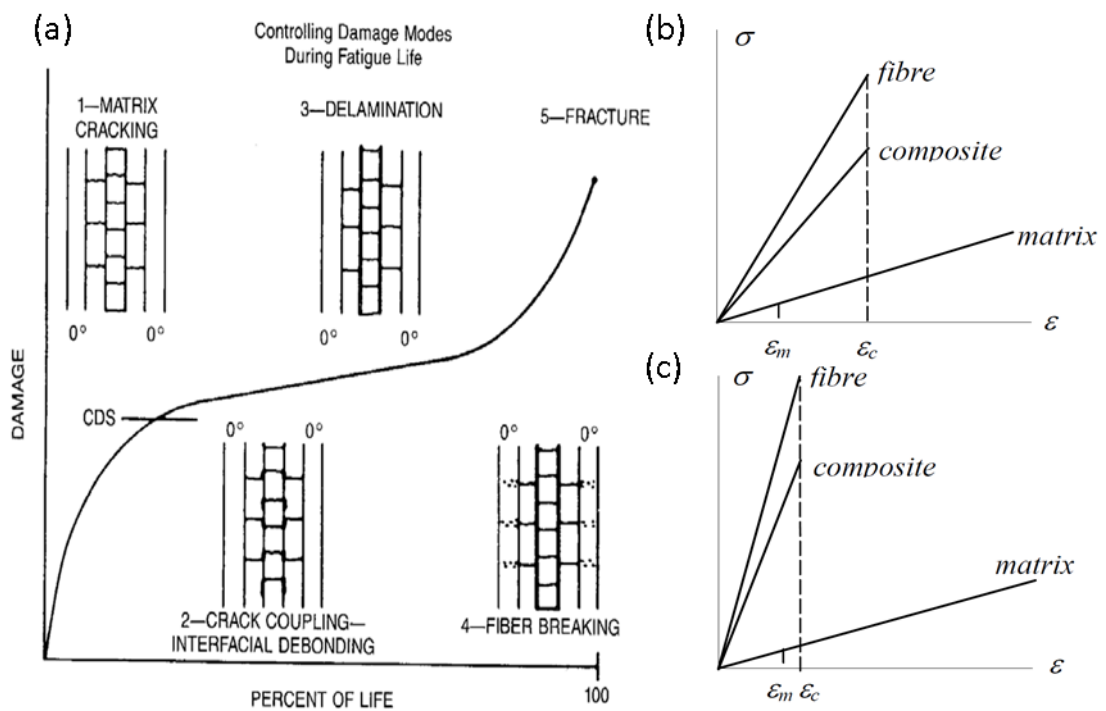 (a)
Controlling Damage Modes
During Fatigue Life
1—MATRIX
CRACKING
3—DELAMINATION
5—FRACTURE
0° 0°
0° 0°
CDS
0° 0°
0° 0°
2—CRACK COUPLING—
INTERFACIAL DEBONDING
4—FIBER BREAKING
DAMAGE
PERCENT OF LIFE
100
(b)
σ
fibre
composite
matrix
ε
εm εc
(c)
σ
fibre
composite
matrix
ε
εm εc